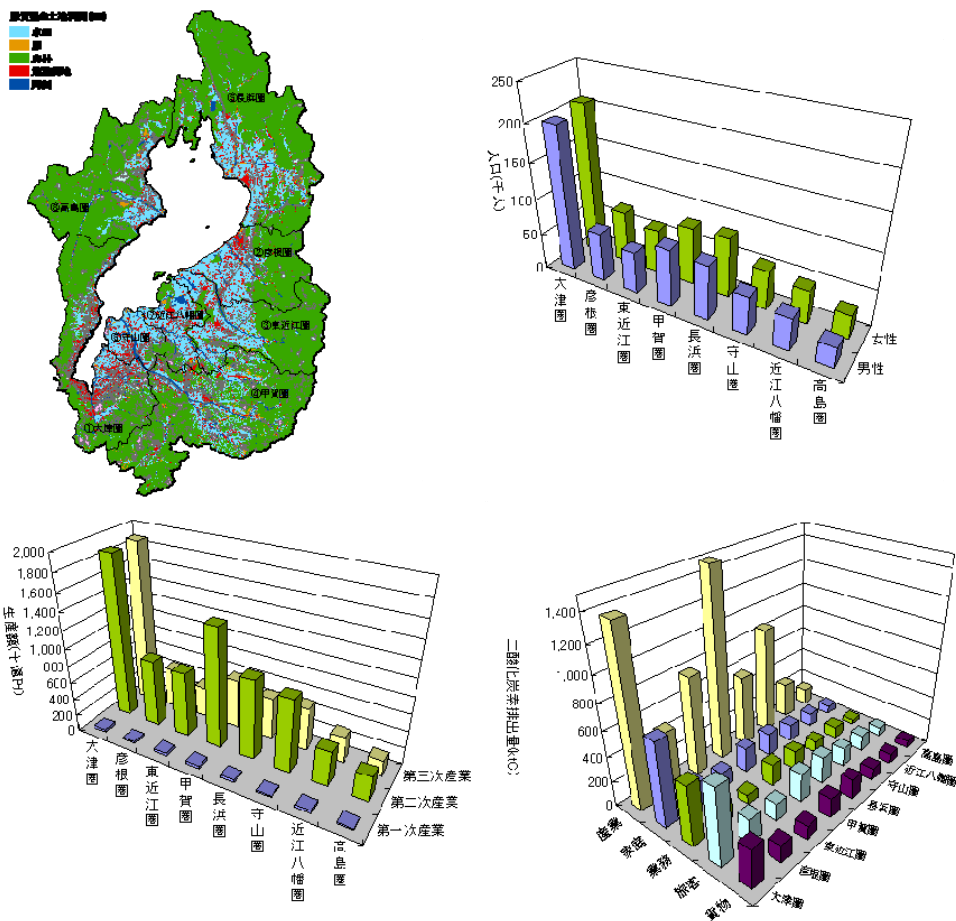 水田
森林
⑤長浜圏
⑧高島圏
②彦根圏
⑦近江八幡圏
③東近江圏
⑥守山圏
④甲賀圏
①大津圏
人口(千人)
250
200
150
100
50
0
大津圏
彦根圏
東近江圏
甲賀圏
長浜圏
守山圏
近江八幡圏
高島圏
女性
男性
生産額(十億円)
2,000
1,800
1,600
1,400
1,200
1,000
800
600
400
200
0
大津圏
彦根圏
東近江圏
甲賀圏
長浜圏
守山圏
近江八幡圏
高島圏
第三次産業
第二次産業
第一次産業
二酸化炭素排出量(ktC)
1,400
1,200
1,000
800
600
400
200
0
産業
家庭
業務
旅客
貨物
高島圏
近江八幡圏
守山圏
長浜圏
甲賀圏
東近江圏
彦根圏
大津圏